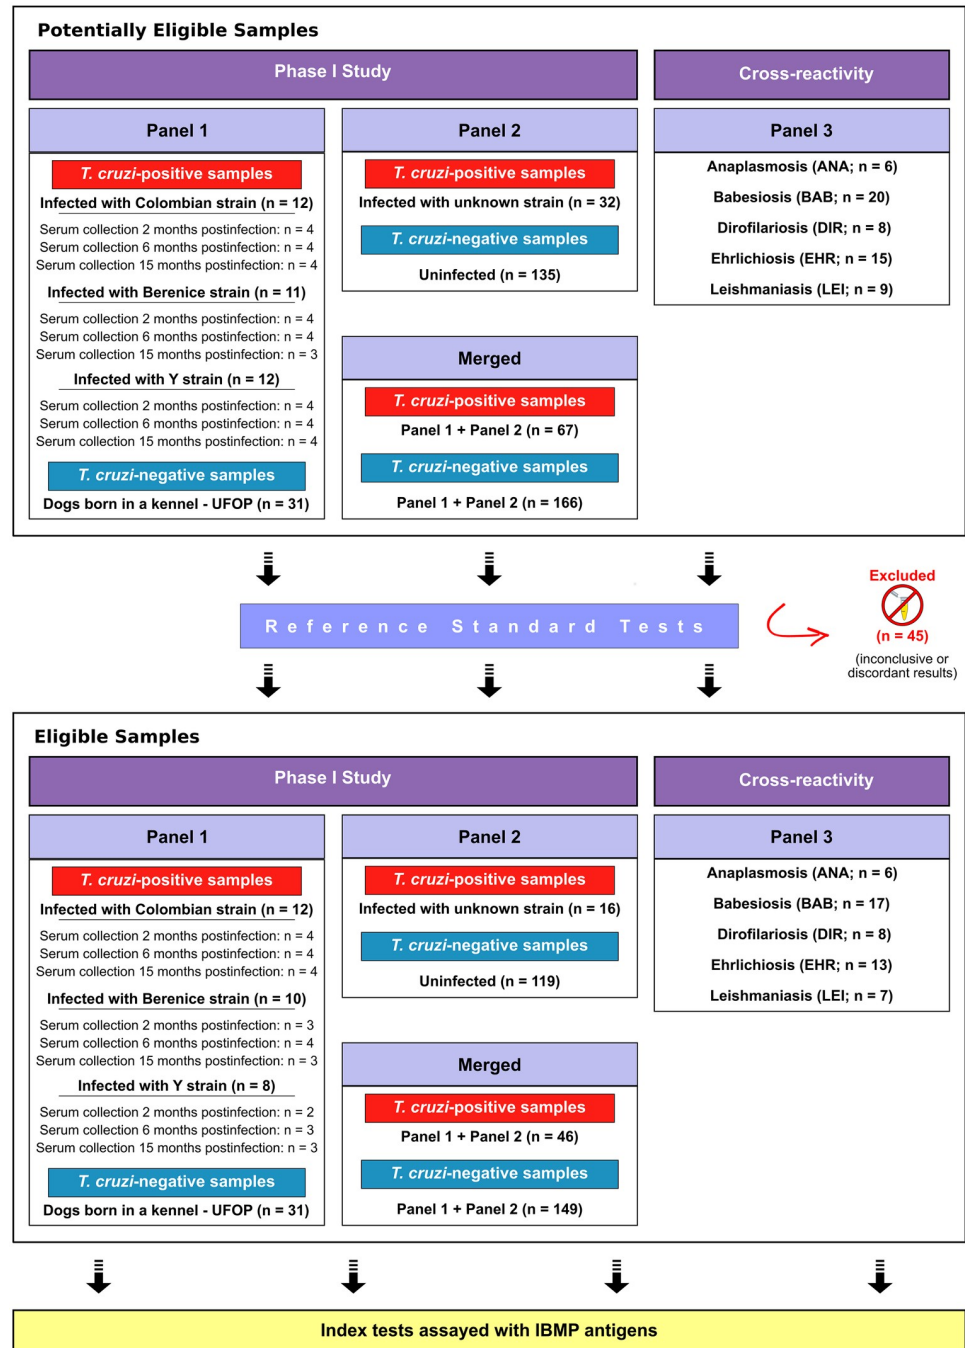 Potentially Eligible Samples
Phase I Study
Cross-reactivity
Panel 1
T. cruzi-positive samples
Infected with Colombian strain (n = 12)
Serum collection 2 months postinfection: n = 4
Serum collection 6 months postinfection: n = 4
Serum collection 15 months postinfection: n = 4
Infected with Berenice strain (n = 11)
Serum collection 2 months postinfection: n = 4
Serum collection 6 months postinfection: n = 4
Serum collection 15 months postinfection: n = 3
Infected with Y strain (n = 12)
Serum collection 2 months postinfection: n = 4
Serum collection 6 months postinfection: n = 4
Serum collection 15 months postinfection: n = 4
T. cruzi-negative samples
Dogs born in a kennel - UFOP (n = 31)
Panel 2
T. cruzi-positive samples
Infected with unknown strain (n = 32)
T. cruzi-negative samples
Uninfected (n = 135)
Merged
T. cruzi-positive samples
Panel 1 + Panel 2 (n = 67)
T. cruzi-negative samples
Panel 1 + Panel 2 (n = 166)
Panel 3
Anaplasmosis (ANA; n = 6)
Babesiosis (BAB; n = 20)
Dirofilariosis (DIR; n = 8)
Ehrlichiosis (EHR; n = 15)
Leishmaniasis (LEI; n = 9)
Reference Standard Tests
Excluded
(n = 45)
(inconclusive or
discordant results)
Eligible Samples
Phase I Study
Cross-reactivity
Panel 1
T. cruzi-positive samples
Infected with Colombian strain (n = 12)
Serum collection 2 months postinfection: n = 4
Serum collection 6 months postinfection: n = 4
Serum collection 15 months postinfection: n = 4
Infected with Berenice strain (n = 10)
Serum collection 2 months postinfection: n = 3
Serum collection 6 months postinfection: n = 4
Serum collection 15 months postinfection: n = 3
Infected with Y strain (n = 8)
Serum collection 2 months postinfection: n = 2
Serum collection 6 months postinfection: n = 3
Serum collection 15 months postinfection: n = 3
T. cruzi-negative samples
Dogs born in a kennel - UFOP (n = 31)
Panel 2
T. cruzi-positive samples
Infected with unknown strain (n = 16)
T. cruzi-negative samples
Uninfected (n = 119)
Merged
T. cruzi-positive samples
Panel 1 + Panel 2 (n = 46)
T. cruzi-negative samples
Panel 1 + Panel 2 (n = 149)
Panel 3
Anaplasmosis (ANA; n = 6)
Babesiosis (BAB; n = 17)
Dirofilariosis (DIR; n = 8)
Ehrlichiosis (EHR; n = 13)
Leishmaniasis (LEI; n = 7)
Index tests assayed with IBMP antigens